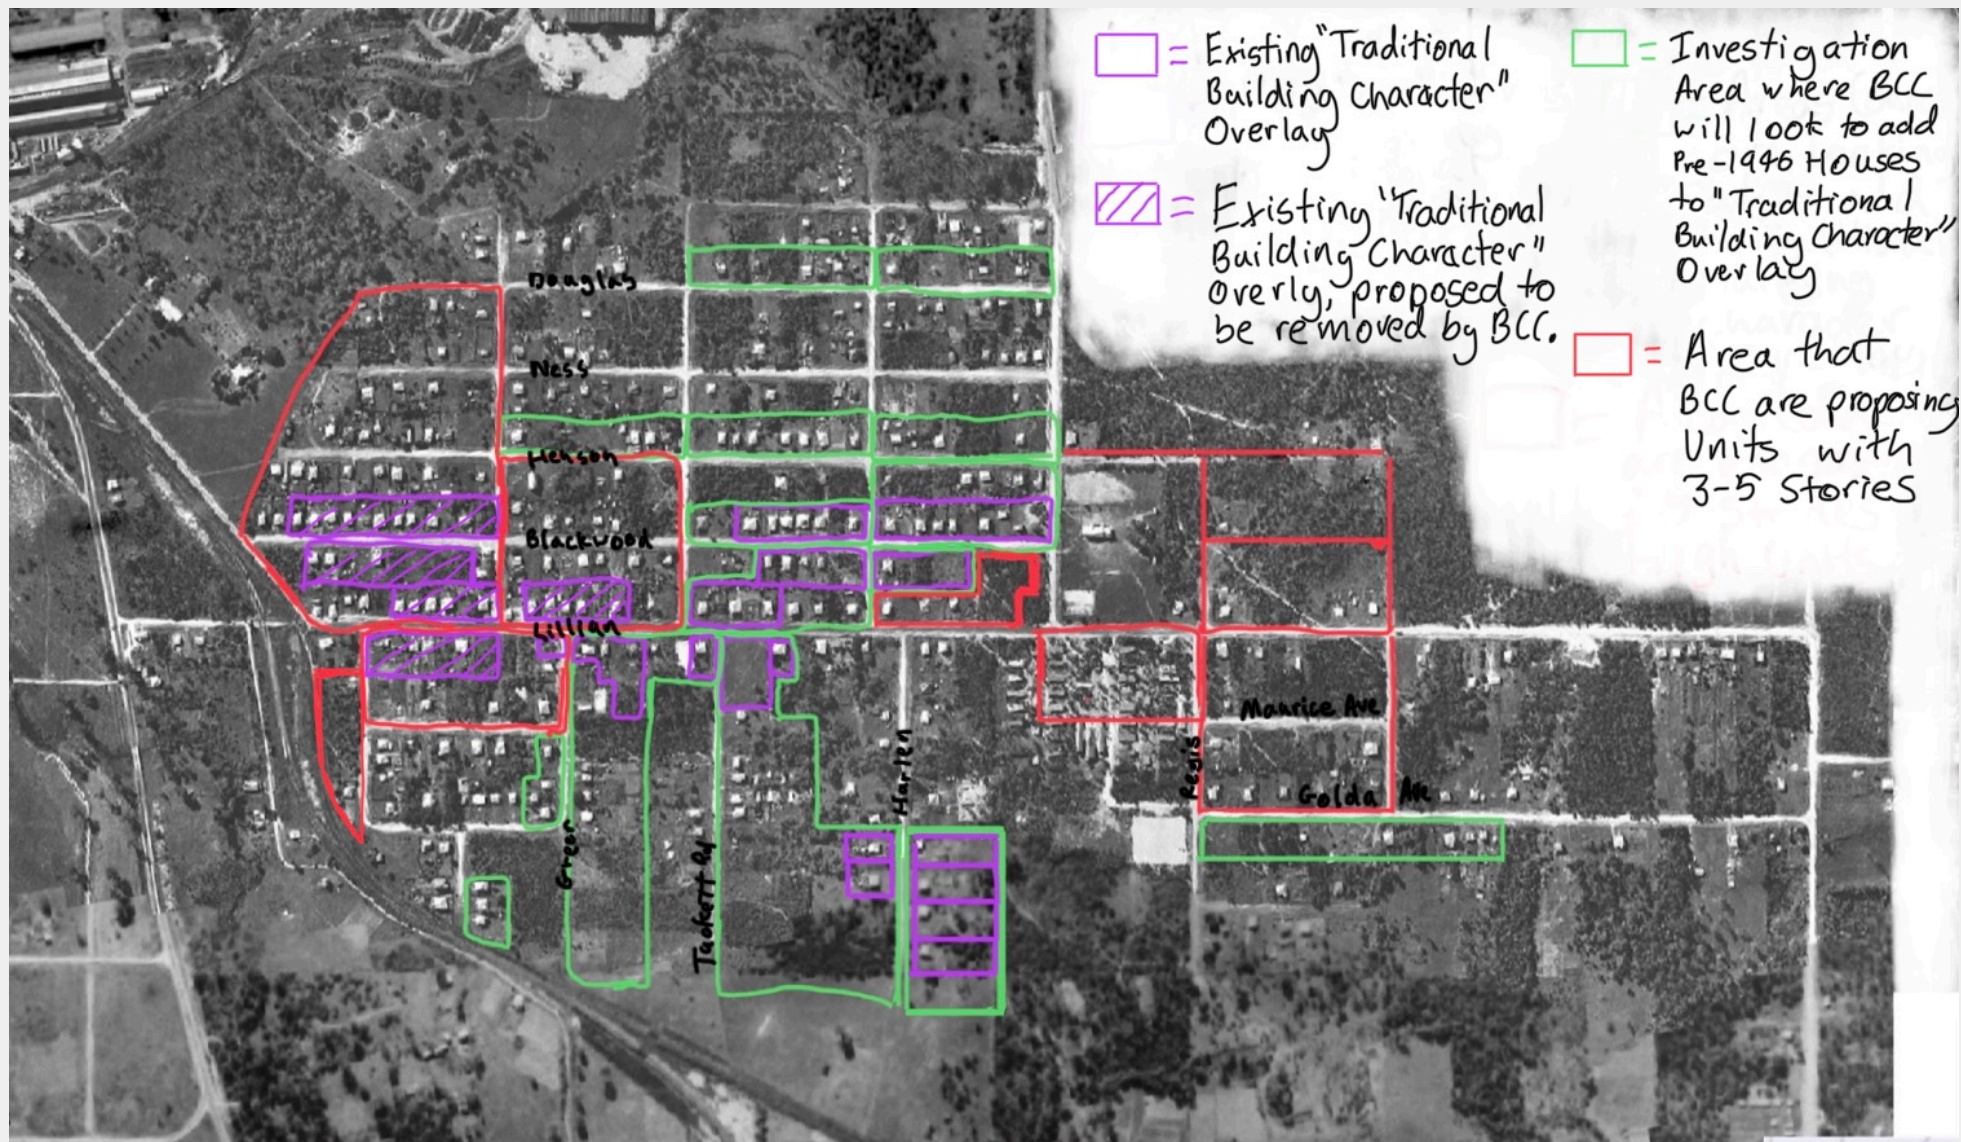 = Existing "Traditional
Building Character"
Overlay
= Existing "Traditional
Building Character"
Overly, proposed to
be removed by BCC.
= Investigation
Area where BCC
will look to add
Pre-1946 Houses
to "Traditional
Building Character"
Overlay
= Area that
BCC are proposing
Units with
3-5 Stories
Douglas
Ness
Henson
Blackwood
Lillian
Maurice Ave
Regis
Golda Ave
Harlen
Green
Tackett Rd